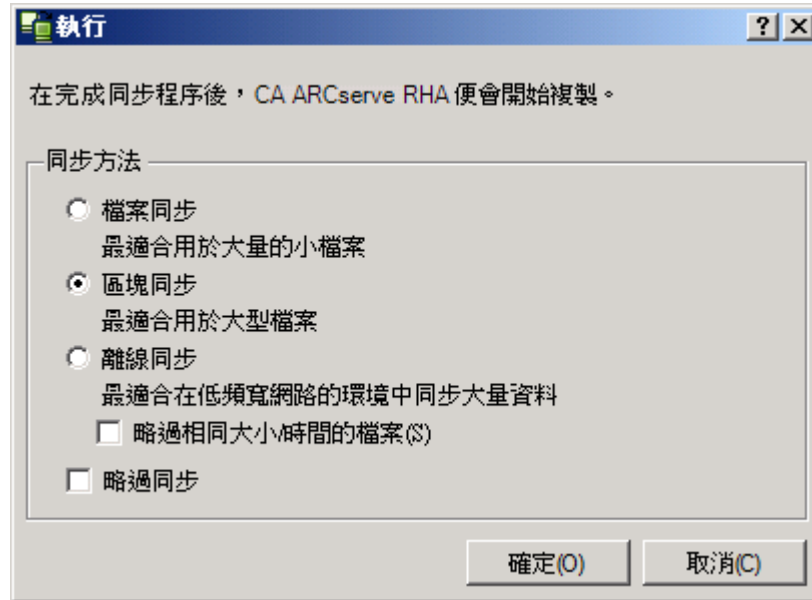 執行
在完成同步程序後，CA ARCserve RHA 便會開始複製。
同步方法
檔案同步
最適合用於大量的小檔案
區塊同步
最適合用於大型檔案
離線同步
最適合在低頻寬網路的環境中同步大量資料
略過相同大小/時間的檔案(S)
略過同步
確定(O) 取消(C)